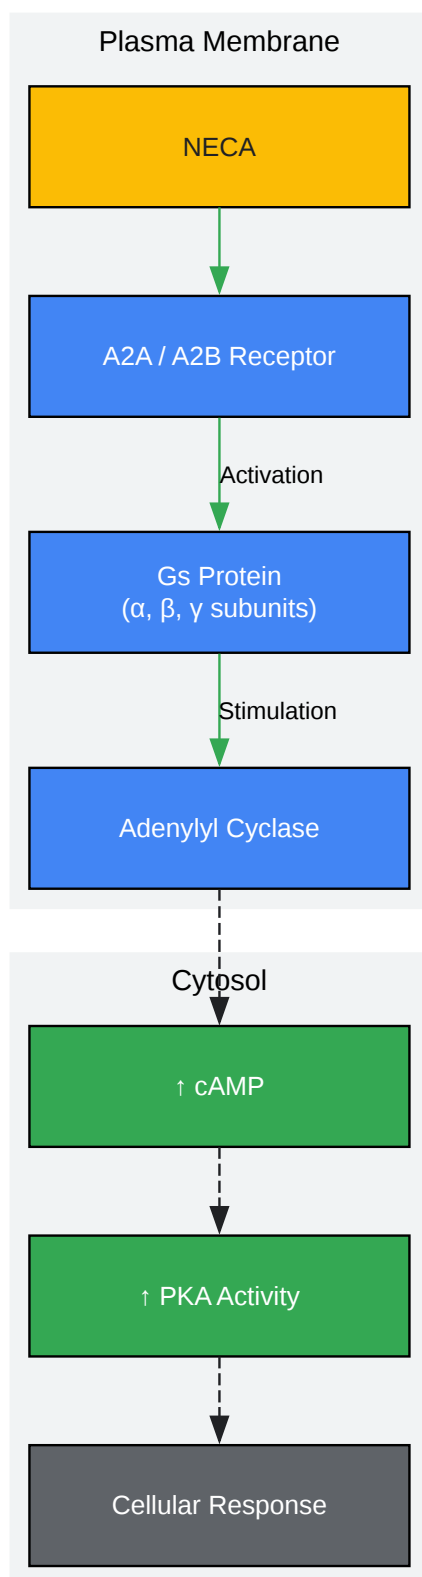 Plasma Membrane
NECA
A2A / A2B Receptor
Activation
Gs Protein
(α, β, γ subunits)
Stimulation
Adenylyl Cyclase
Cytosol
↑ cAMP
↑ PKA Activity
Cellular Response